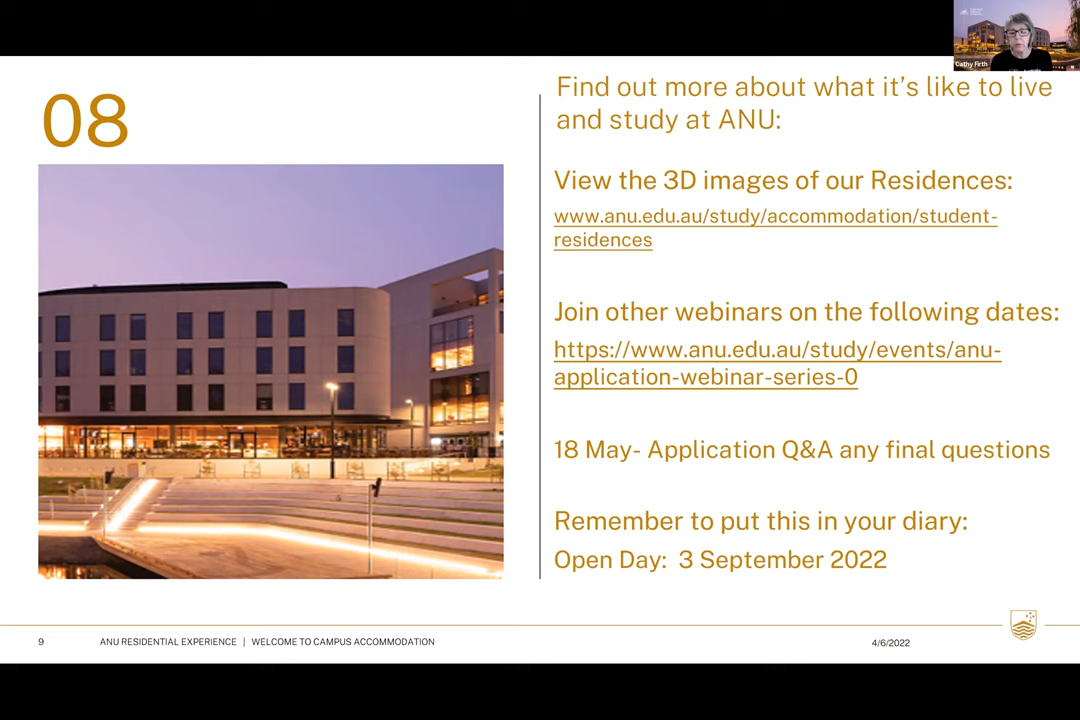 Cathy Firth
08
Find out more about what it’s like to live
and study at ANU:
View the 3D images of our Residences:
www.anu.edu.au/study/accommodation/student-
residences
Join other webinars on the following dates:
https://www.anu.edu.au/study/events/anu-
application-webinar-series-0
18 May- Application Q&A any final questions
Remember to put this in your diary:
Open Day: 3 September 2022
9
ANU RESIDENTIAL EXPERIENCE | WELCOME TO CAMPUS ACCOMMODATION
4/6/2022